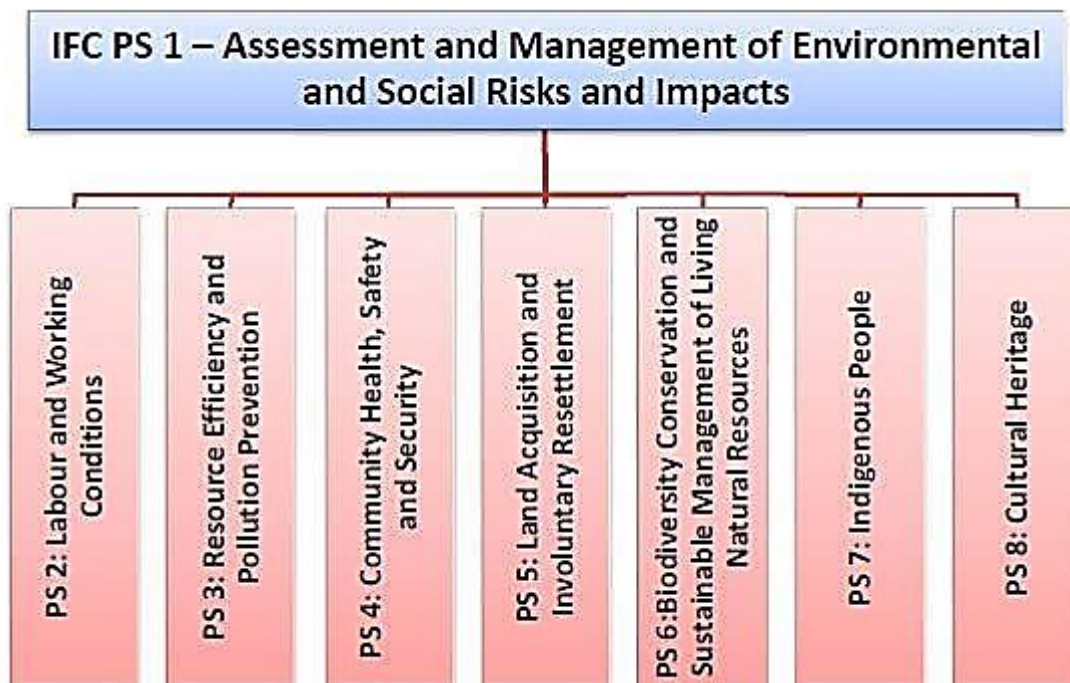 IFC PS 1 – Assessment and Management of Environmental
and Social Risks and Impacts
PS 2: Labour and Working
Conditions
PS 3: Resource Efficiency and
Pollution Prevention
PS 4: Community Health, Safety
and Security
PS 5: Land Acquisition and
Involuntary Resettlement
PS 6:Biodiversity Conservation and
Sustainable Management of Living
Natural Resources
PS 7: Indigenous People
PS 8: Cultural Heritage